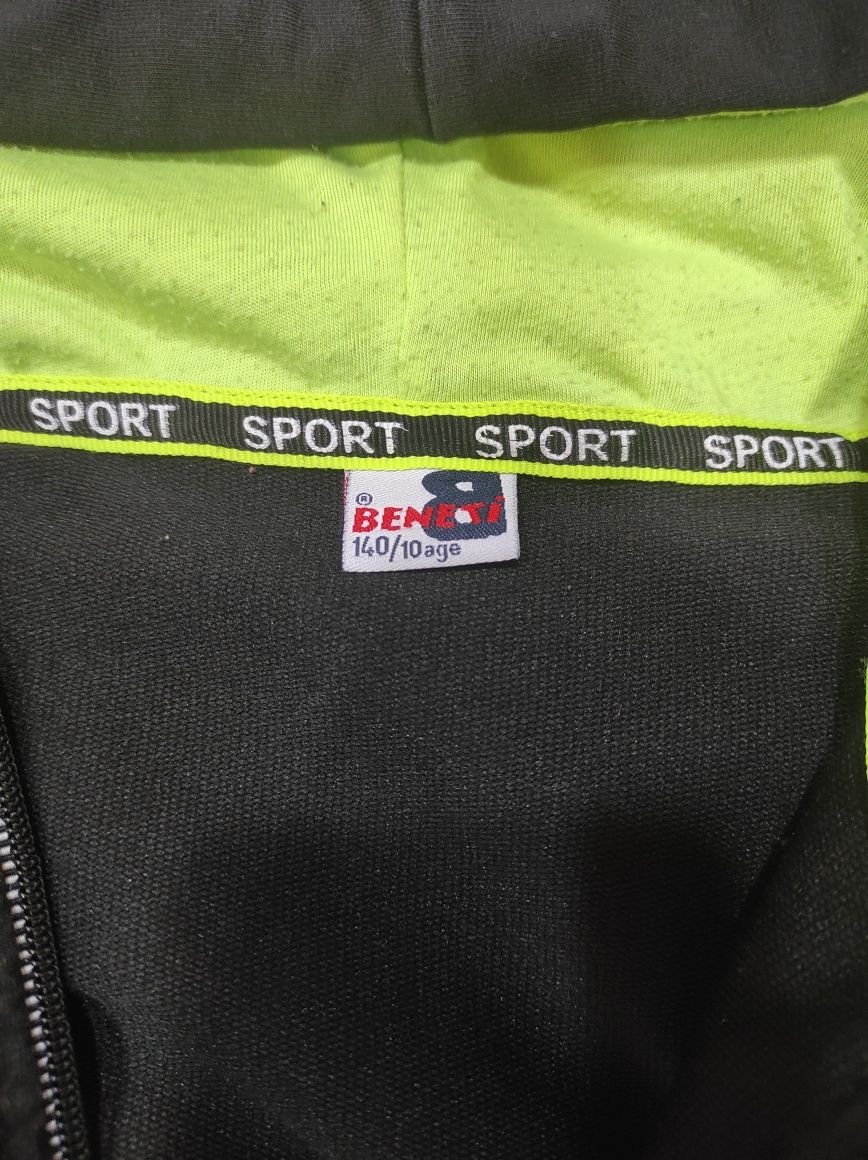 SPORT SPORT SPORT SPORT
B
® BENETİ
140/10age